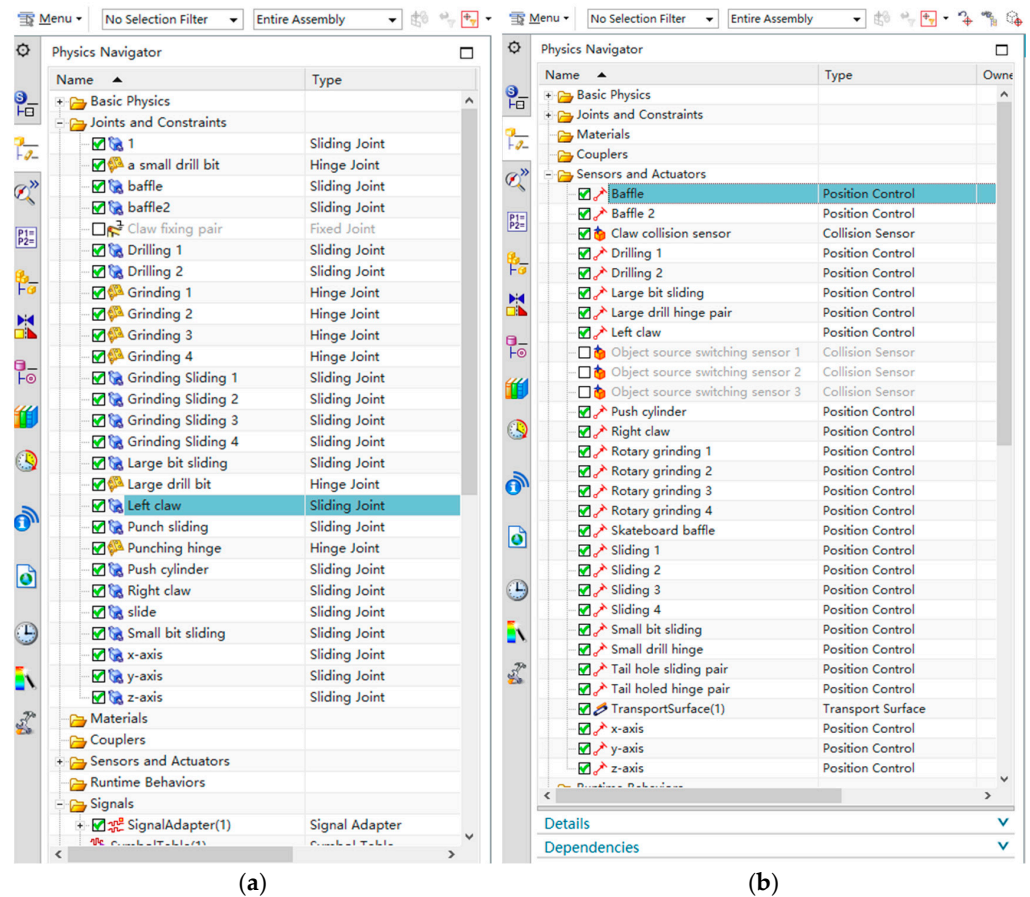 Menu No Selection Filter Entire Assembly
Physics Navigator
Name Type
Basic Physics
Joints and Constraints
1 Sliding Joint
a small drill bit Hinge Joint
baffle Sliding Joint
baffle2 Sliding Joint
Claw fixing pair Fixed Joint
Drilling 1 Sliding Joint
Drilling 2 Sliding Joint
Grinding 1 Hinge Joint
Grinding 2 Hinge Joint
Grinding 3 Hinge Joint
Grinding 4 Hinge Joint
Grinding Sliding 1 Sliding Joint
Grinding Sliding 2 Sliding Joint
Grinding Sliding 3 Sliding Joint
Grinding Sliding 4 Sliding Joint
Large bit sliding Sliding Joint
Large drill bit Hinge Joint
Left claw Sliding Joint
Punch sliding Sliding Joint
Punching hinge Hinge Joint
Push cylinder Sliding Joint
Right claw Sliding Joint
slide Sliding Joint
Small bit sliding Sliding Joint
x-axis Sliding Joint
y-axis Sliding Joint
z-axis Sliding Joint
Materials
Couplers
Sensors and Actuators
Runtime Behaviors
Signals
SignalAdapter(1) Signal Adapter
P1=
P2=
(a)
Menu No Selection Filter Entire Assembly
Physics Navigator
Name Type Owne
Basic Physics
Joints and Constraints
Materials
Couplers
Sensors and Actuators
Baffle Position Control
Baffle 2 Position Control
Claw collision sensor Collision Sensor
Drilling 1 Position Control
Drilling 2 Position Control
Large bit sliding Position Control
Large drill hinge pair Position Control
Left claw Position Control
Object source switching sensor 1 Collision Sensor
Object source switching sensor 2 Collision Sensor
Object source switching sensor 3 Collision Sensor
Push cylinder Position Control
Right claw Position Control
Rotary grinding 1 Position Control
Rotary grinding 2 Position Control
Rotary grinding 3 Position Control
Rotary grinding 4 Position Control
Skateboard baffle Position Control
Sliding 1 Position Control
Sliding 2 Position Control
Sliding 3 Position Control
Sliding 4 Position Control
Small bit sliding Position Control
Small drill hinge Position Control
Tail hole sliding pair Position Control
Tail holed hinge pair Position Control
TransportSurface(1) Transport Surface
x-axis Position Control
y-axis Position Control
z-axis Position Control
Details
Dependencies
P1=
P2=
(b)